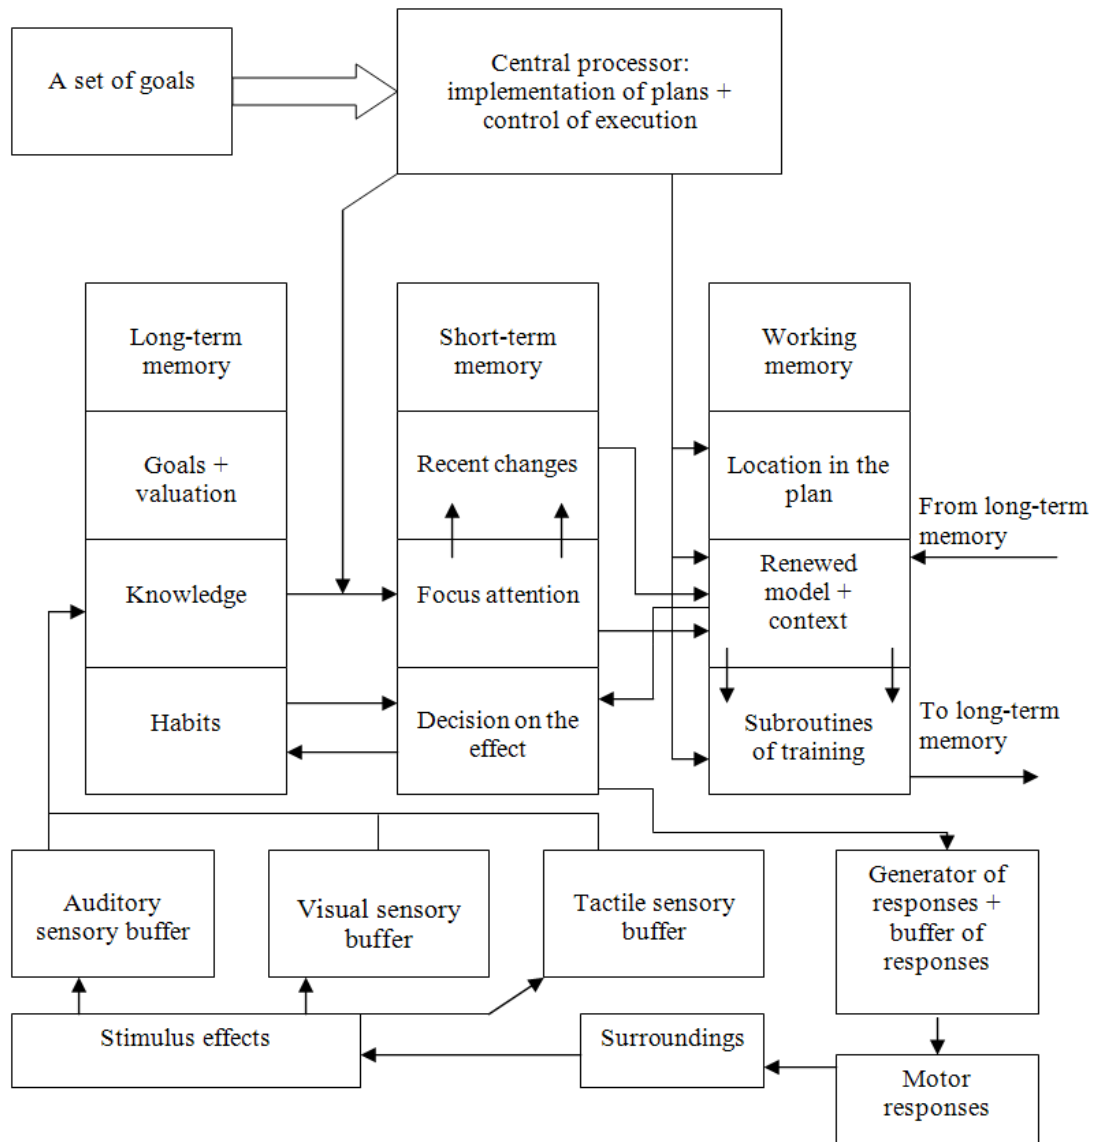 A set of goals
Central processor:
implementation of plans +
control of execution
Long-term
memory
Short-term
memory
Working
memory
Goals +
valuation
Recent changes
Location in the
plan
From long-term
memory
Knowledge
Focus attention
Renewed
model +
context
Habits
Decision on the
effect
Subroutines
of training
To long-term
memory
Auditory
sensory buffer
Visual sensory
buffer
Tactile sensory
buffer
Generator of
responses +
buffer of
responses
Stimulus effects
Surroundings
Motor
responses